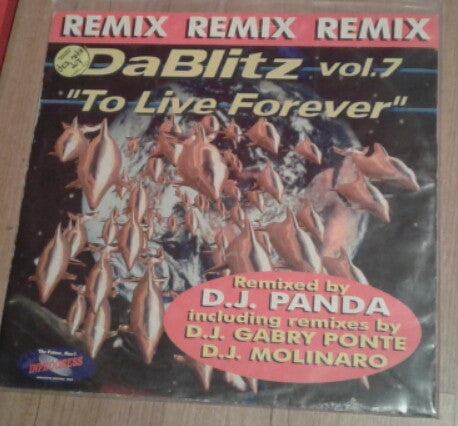 REMIX REMIX REMIX
DaBlitz vol.7
"To Live Forever"
Remixed by
D.J. PANDA
including remixes by
D.J. GABRY PONTE
D.J. MOLINARO